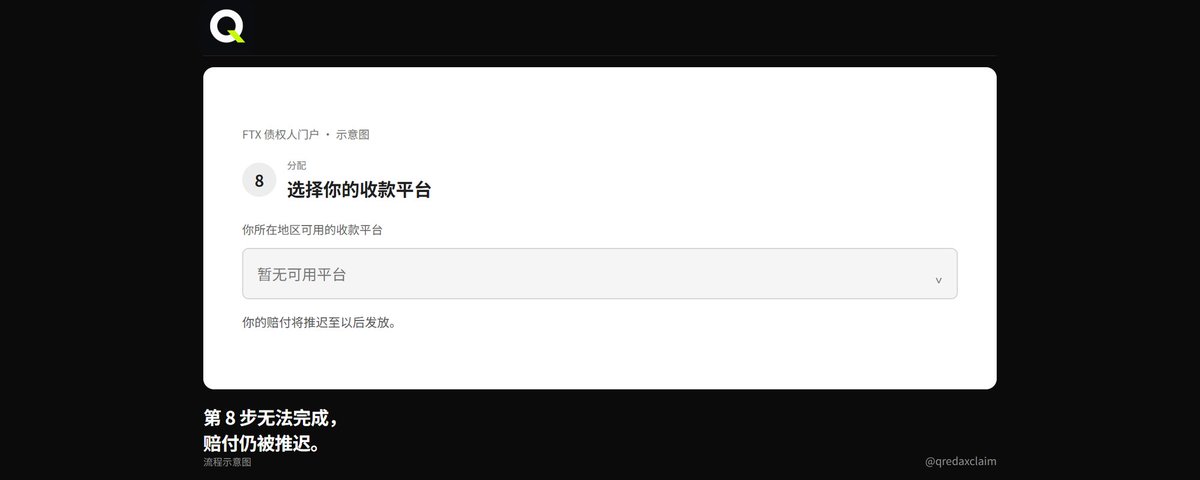 FTX 债权人门户 · 示意图
分配
8
选择你的收款平台
你所在地区可用的收款平台
暂无可用平台
你的赔付将推迟至以后发放。
第 8 步无法完成，
赔付仍被推迟。
流程示意图
@qredaxclaim